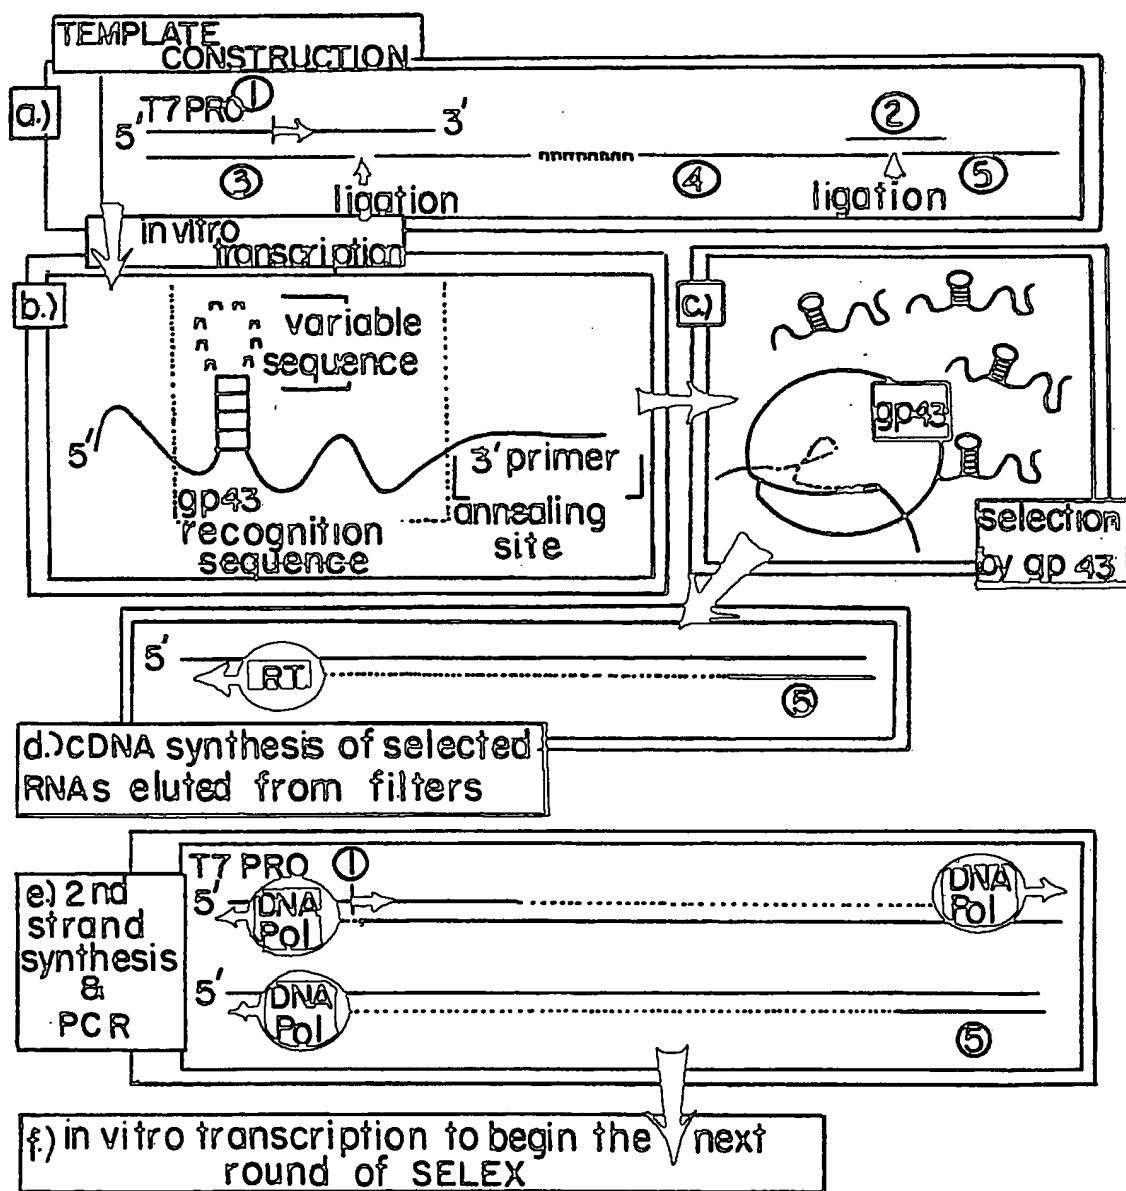 TEMPLATE
CONSTRUCTION
a.)
T7 PRO
1
5'
3'
2
3
ligation
4
ligation
5
in vitro
transcription
b.)
variable
sequence
5'
gp43
recognition
sequence
3' primer
annealing
site
c.)
gp43
selection
by gp 43
5'
RT
5
d.) cDNA synthesis of selected
RNAs eluted from filters
e.) 2nd
strand
synthesis
&
PCR
T7 PRO
1
5'
DNA
Pol
DNA
Pol
5'
DNA
Pol
5
f.) in vitro transcription to begin the next
round of SELEX